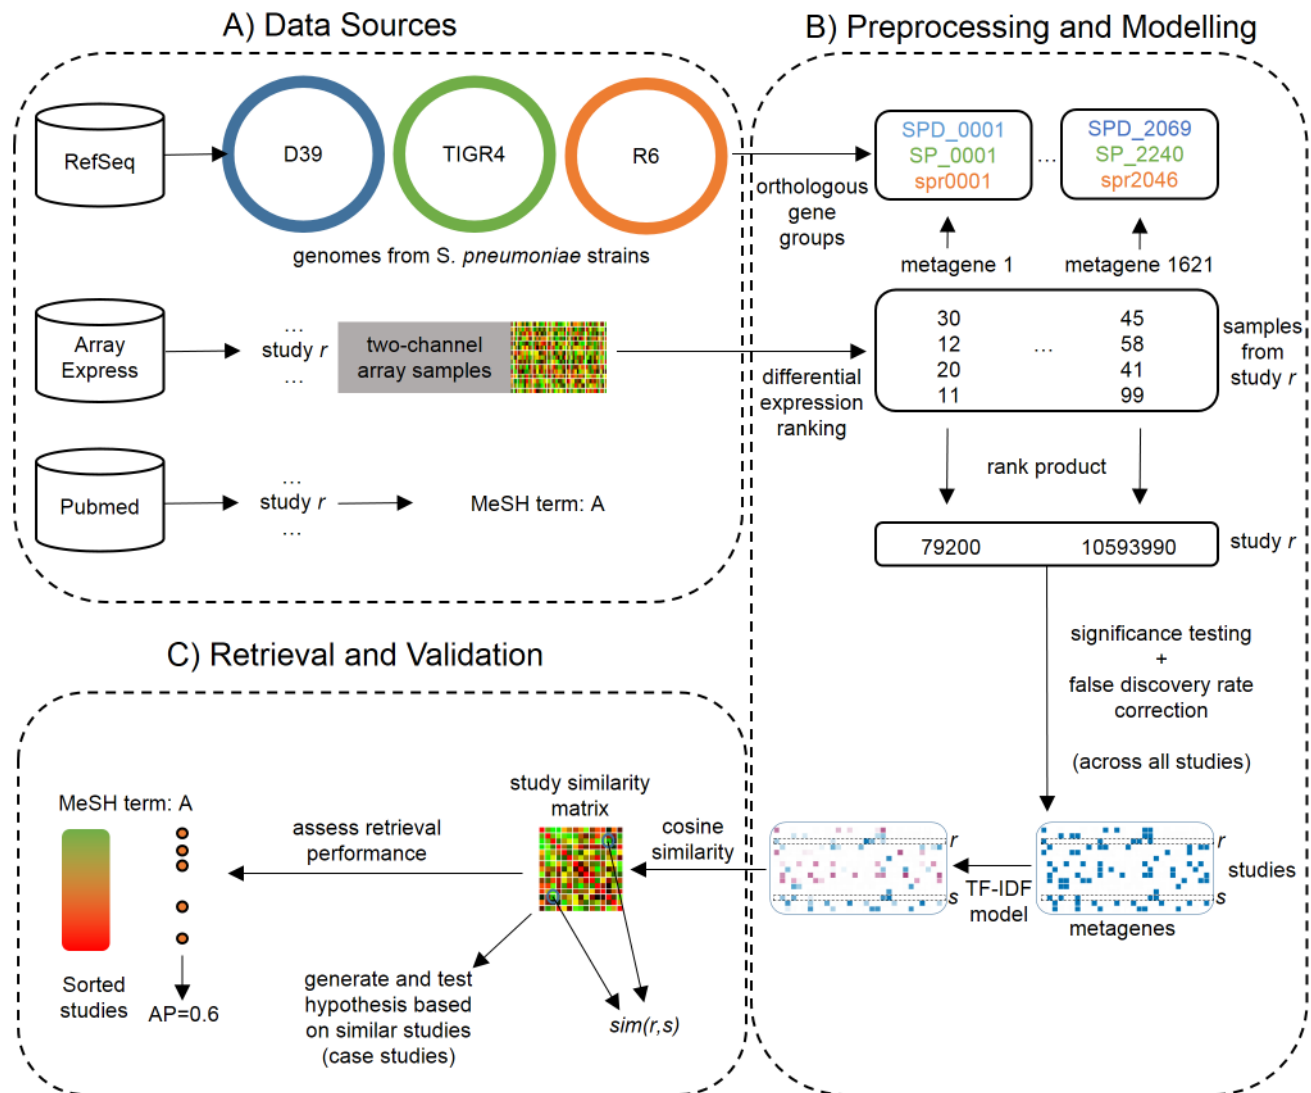 A) Data Sources
RefSeq
D39
TIGR4
R6
genomes from S. pneumoniae strains
Array
Express
...
study r
...
two-channel
array samples
Pubmed
...
study r
...
MeSH term: A
B) Preprocessing and Modelling
orthologous
gene
groups
SPD_0001
SP_0001
spr0001
...
SPD_2069
SP_2240
spr2046
metagene 1
metagene 1621
differential
expression
ranking
30
12
20
11
...
45
58
41
99
samples
from
study r
rank product
79200
10593990
study r
significance testing
+
false discovery rate
correction
(across all studies)
r
s
studies
metagenes
TF-IDF
model
r
s
C) Retrieval and Validation
cosine
similarity
study similarity
matrix
sim(r,s)
assess retrieval
performance
generate and test
hypothesis based
on similar studies
(case studies)
MeSH term: A
Sorted
studies
AP=0.6